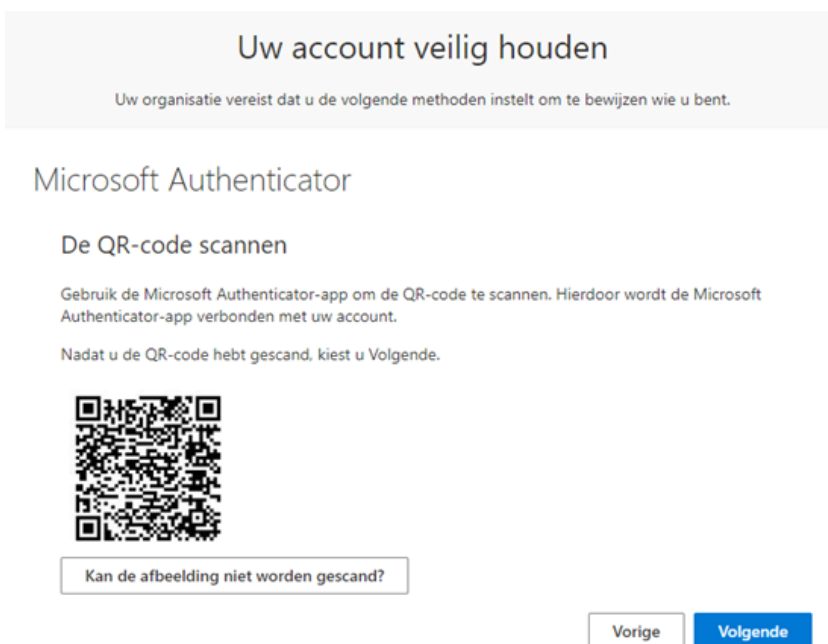 Uw account veilig houden
Uw organisatie vereist dat u de volgende methoden instelt om te bewijzen wie u bent.
Microsoft Authenticator
De QR-code scannen
Gebruik de Microsoft Authenticator-app om de QR-code te scannen. Hierdoor wordt de Microsoft
Authenticator-app verbonden met uw account.
Nadat u de QR-code hebt gescand, kiest u Volgende.
Kan de afbeelding niet worden gescand?
Vorige
Volgende